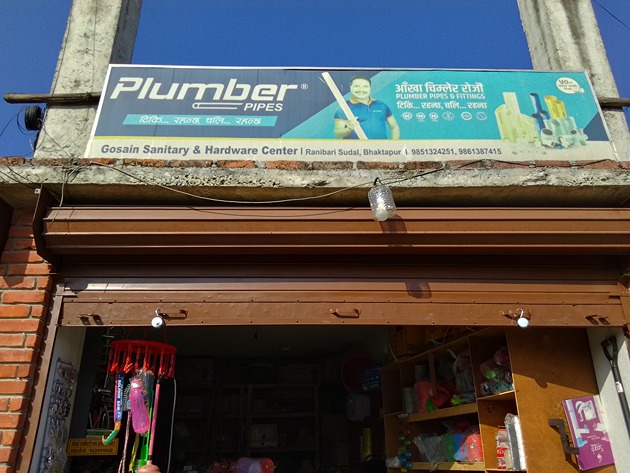 Plumber®
PIPES
टिकि... रहन्छ चलि... रहन्छ
आँखा चिम्लेर रोजौं
PLUMBER PIPES & FITTINGS
टिकि... रहन्छ, चलि... रहन्छ
Gosain Sanitary & Hardware Center | Ranibari Sudal, Bhaktapur | 9851324251, 9861387415